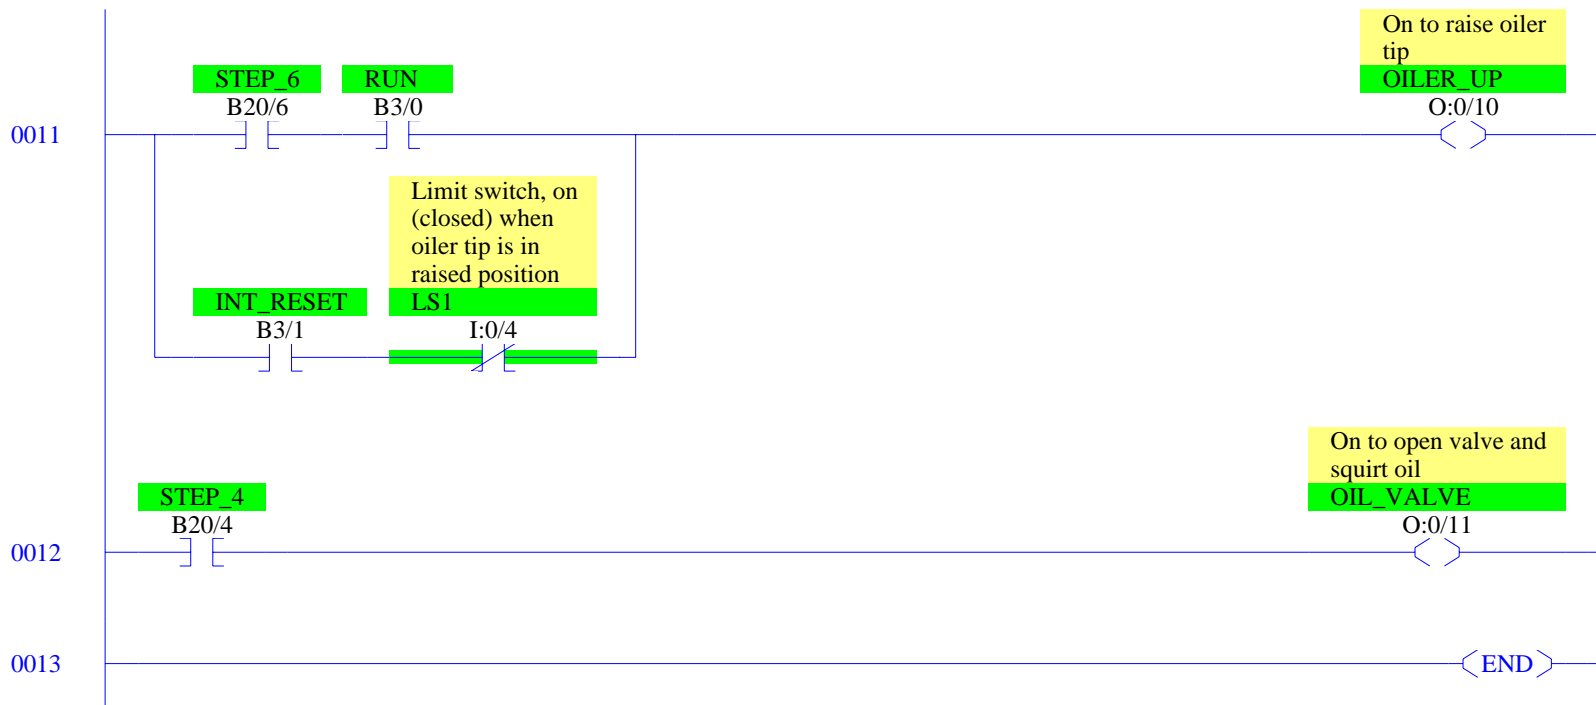 On to raise oiler
tip
STEP_6
RUN
OILER_UP
B20/6
B3/0
O:0/10
0011
Limit switch, on
(closed) when
oiler tip is in
raised position
INT_RESET
LS1
B3/1
I:0/4
On to open valve and
squirt oil
STEP_4
OIL_VALVE
B20/4
O:0/11
0012
0013
END